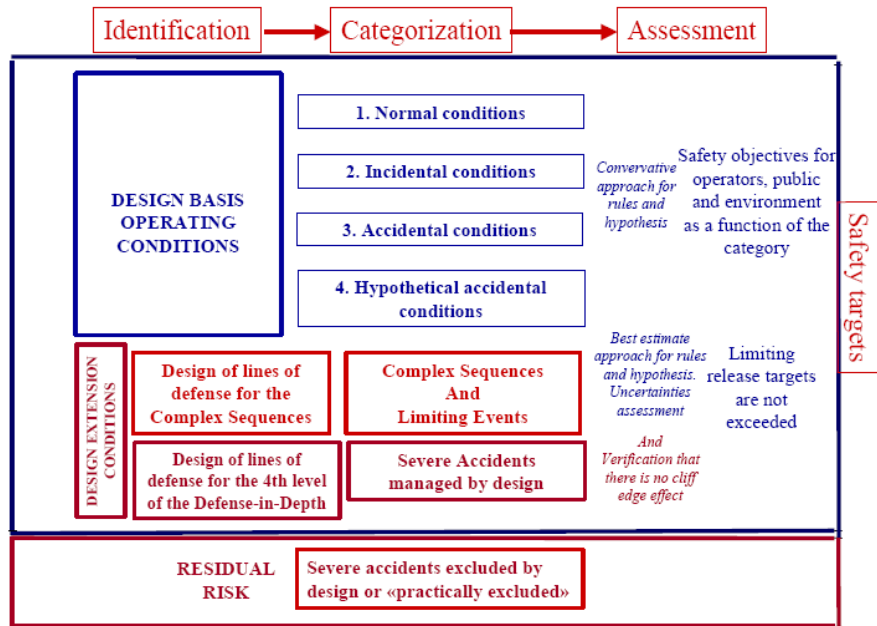 Identification
Categorization
Assessment
DESIGN BASIS
OPERATING
CONDITIONS
1. Normal conditions
2. Incidental conditions
3. Accidental conditions
4. Hypothetical accidental
conditions
Convervative
approach for
rules and
hypothesis
Safety objectives for
operators, public
and environment
as a function of the
category
Safety targets
DESIGN EXTENSION
CONDITIONS
Design of lines of
defense for the
Complex Sequences
Complex Sequences
And
Limiting Events
Best estimate
approach for rules
and hypothesis.
Uncertainties
assessment
Limiting
release targets
are not
exceeded
Design of lines of
defense for the 4th level
of the Defense-in-Depth
Severe Accidents
managed by design
And
Verification that
there is no cliff
edge effect
RESIDUAL
RISK
Severe accidents excluded by
design or «practically excluded»